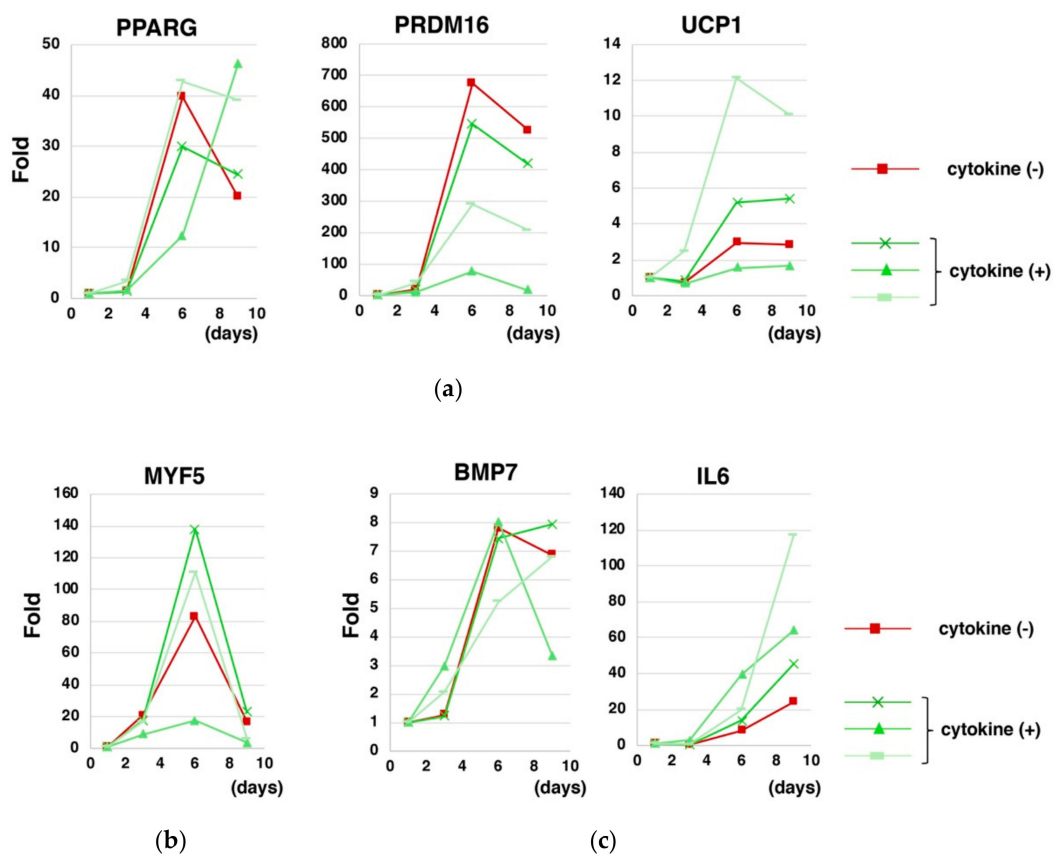 PPARG
PRDM16
UCP1
50
40
30
20
10
0
Fold
0 2 4 6 8 10
(days)
800
700
600
500
400
300
200
100
0
0 2 4 6 8 10
(days)
14
12
10
8
6
4
2
0
0 2 4 6 8 10
(days)
cytokine (-)
cytokine (+)
(a)
MYF5
BMP7
IL6
160
140
120
100
80
60
40
20
0
Fold
0 2 4 6 8 10
(days)
9
8
7
6
5
4
3
2
1
0
Fold
0 2 4 6 8 10
(days)
140
120
100
80
60
40
20
0
0 2 4 6 8 10
(days)
cytokine (-)
cytokine (+)
(b)
(c)